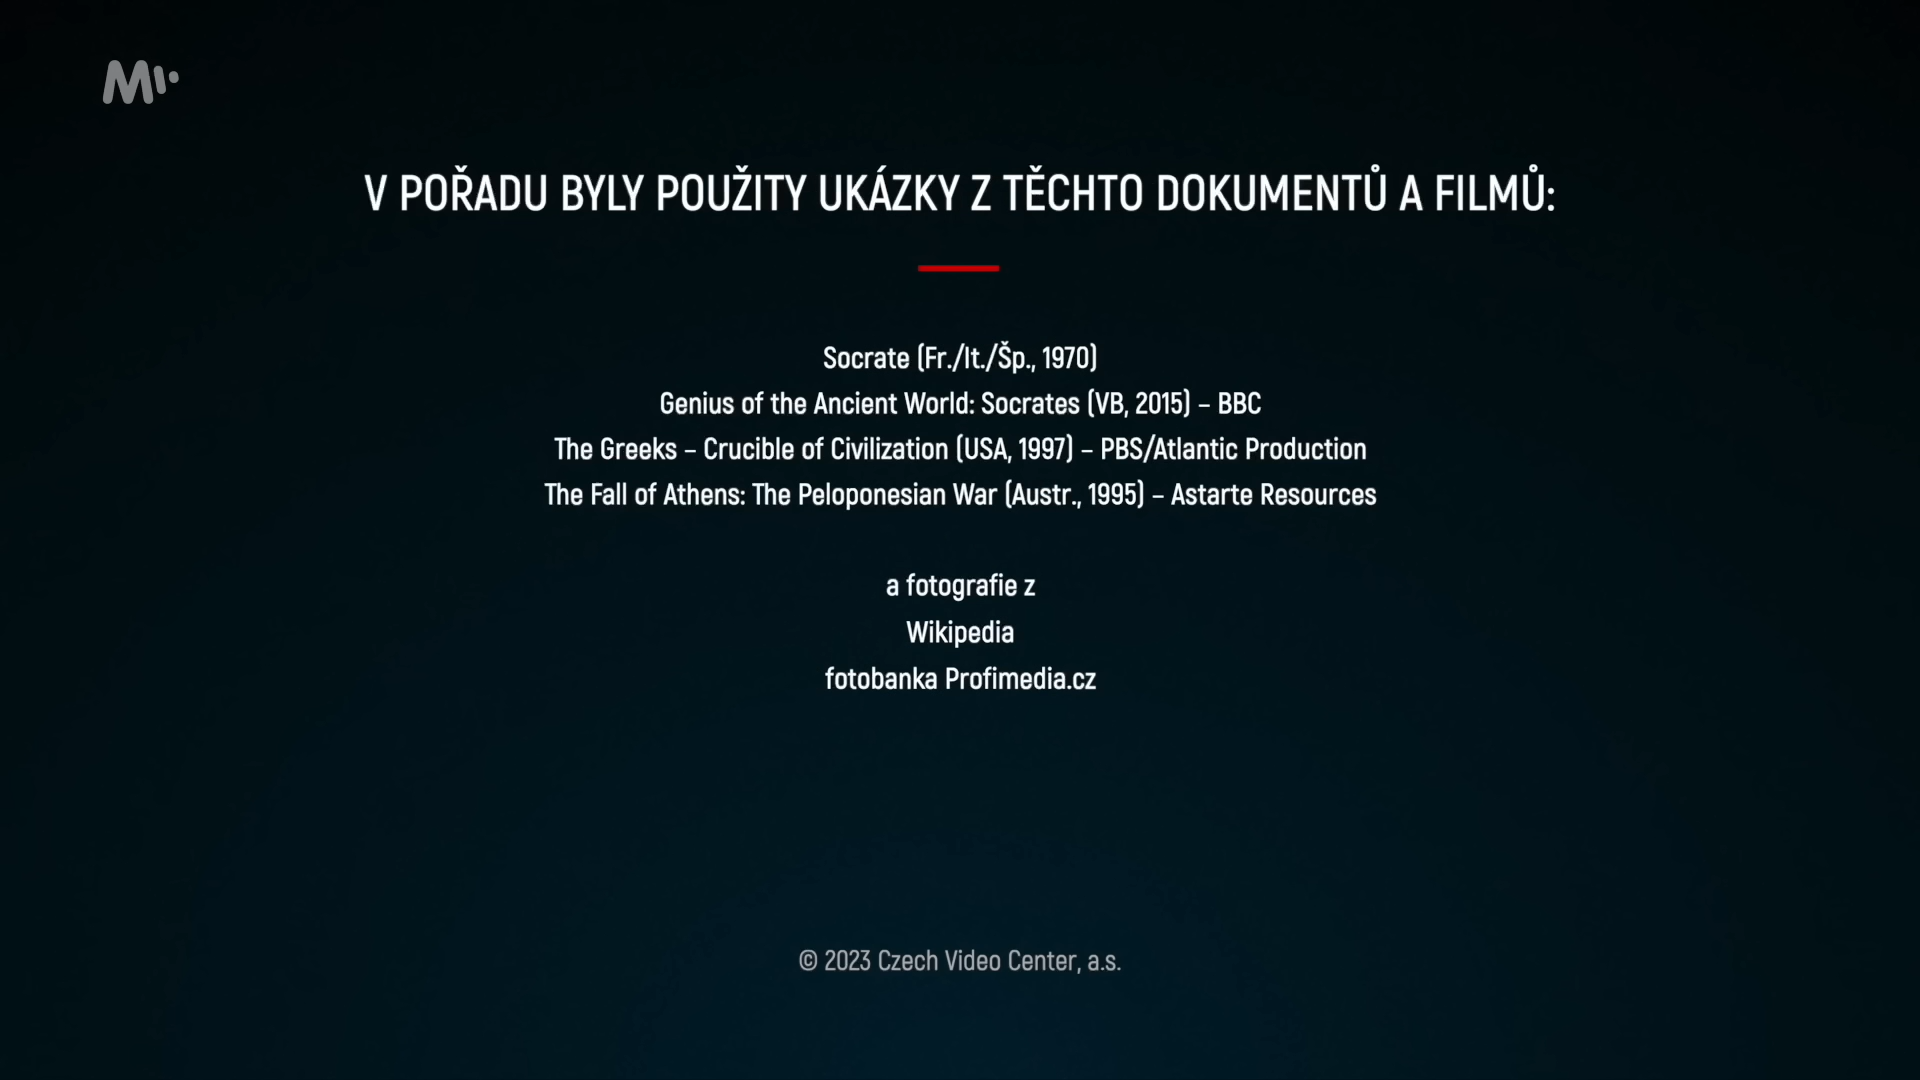 M
V POŘADU BYLY POUŽITY UKÁZKY Z TĚCHTO DOKUMENTŮ A FILMŮ:
Socrate (Fr./It./Šp., 1970)
Genius of the Ancient World: Socrates (VB, 2015) – BBC
The Greeks – Crucible of Civilization (USA, 1997) – PBS/Atlantic Production
The Fall of Athens: The Peloponesian War (Austr., 1995) – Astarte Resources
a fotografie z
Wikipedia
fotobanka Profimedia.cz
© 2023 Czech Video Center, a.s.